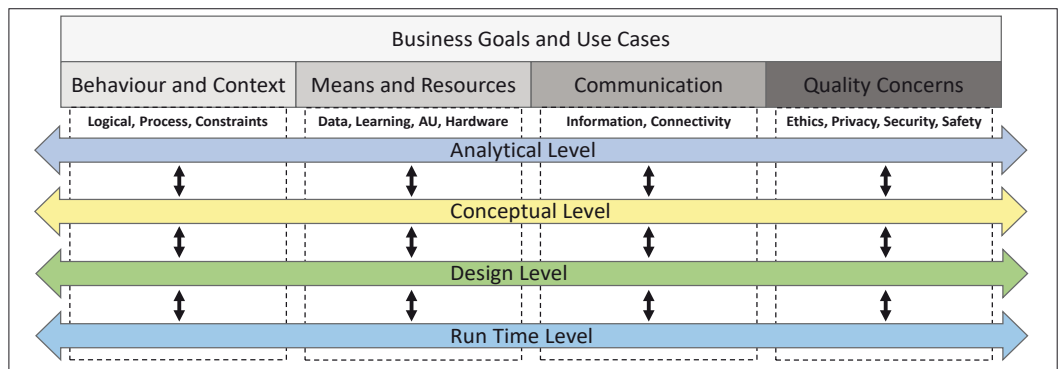 Business Goals and Use Cases
Behaviour and Context
Means and Resources
Communication
Quality Concerns
Logical, Process, Constraints
Data, Learning, AU, Hardware
Information, Connectivity
Ethics, Privacy, Security, Safety
Analytical Level
Conceptual Level
Design Level
Run Time Level